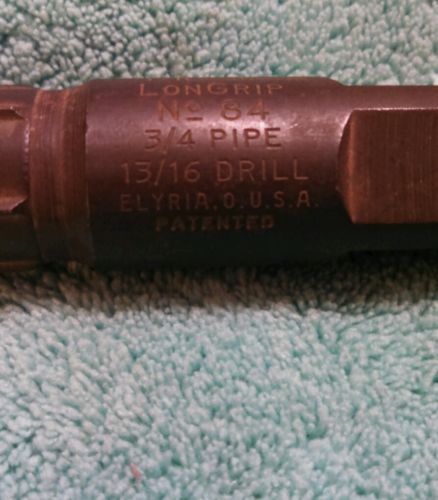 LONGRIP
No 64
3/4 PIPE
13/16 DRILL
ELYRIA, O. U.S.A.
PATENTED